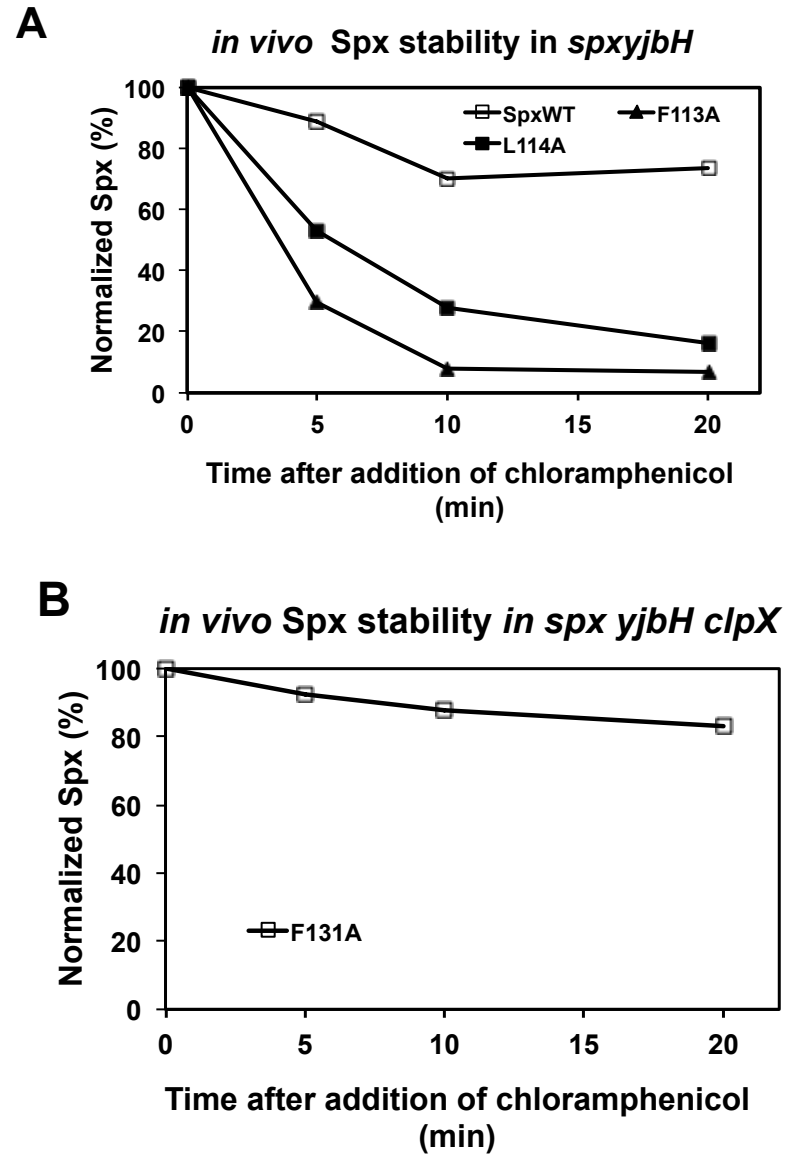 A
in vivo Spx stability in spxyjbH
Normalized Spx (%)
100
80
60
40
20
0
SpxWT
F113A
L114A
0 5 10 15 20
Time after addition of chloramphenicol
(min)
B
in vivo Spx stability in spx yjbH clpX
Normalized Spx (%)
100
80
60
40
20
0
F131A
0 5 10 15 20
Time after addition of chloramphenicol
(min)